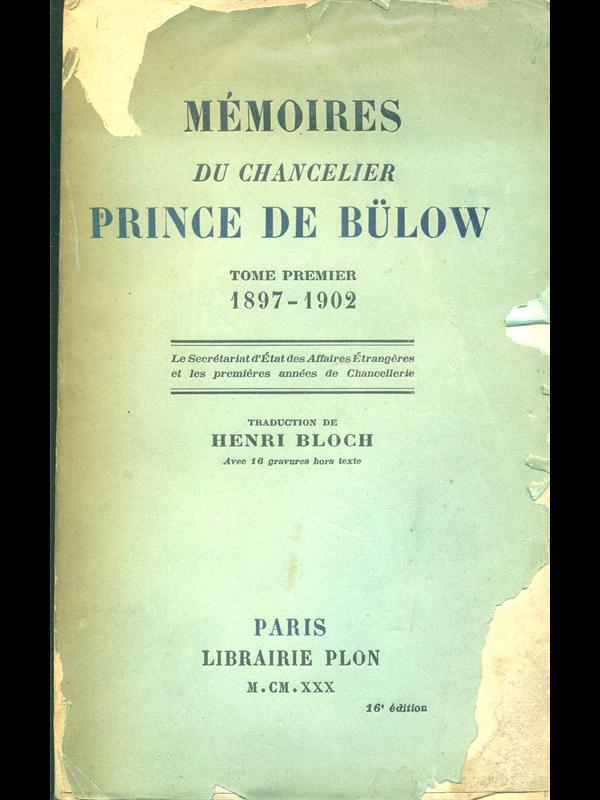 MÉMOIRES
DU CHANCELIER
PRINCE DE BÜLOW
TOME PREMIER
1897-1902
Le Secrétariat d'État des Affaires Étrangères
et les premières années de Chancellerie
TRADUCTION DE
HENRI BLOCH
Avec 16 gravures hors texte
PARIS
LIBRAIRIE PLON
M.CM.XXX
16e édition